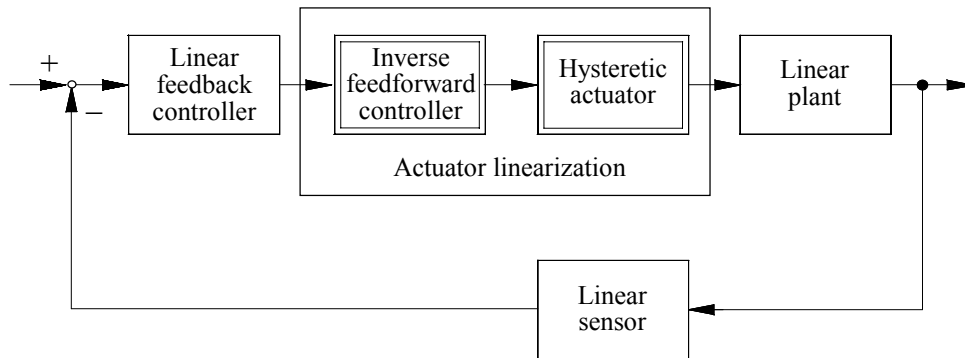 +
−
Linear
feedback
controller
Inverse
feedforward
controller
Hysteretic
actuator
Actuator linearization
Linear
plant
Linear
sensor